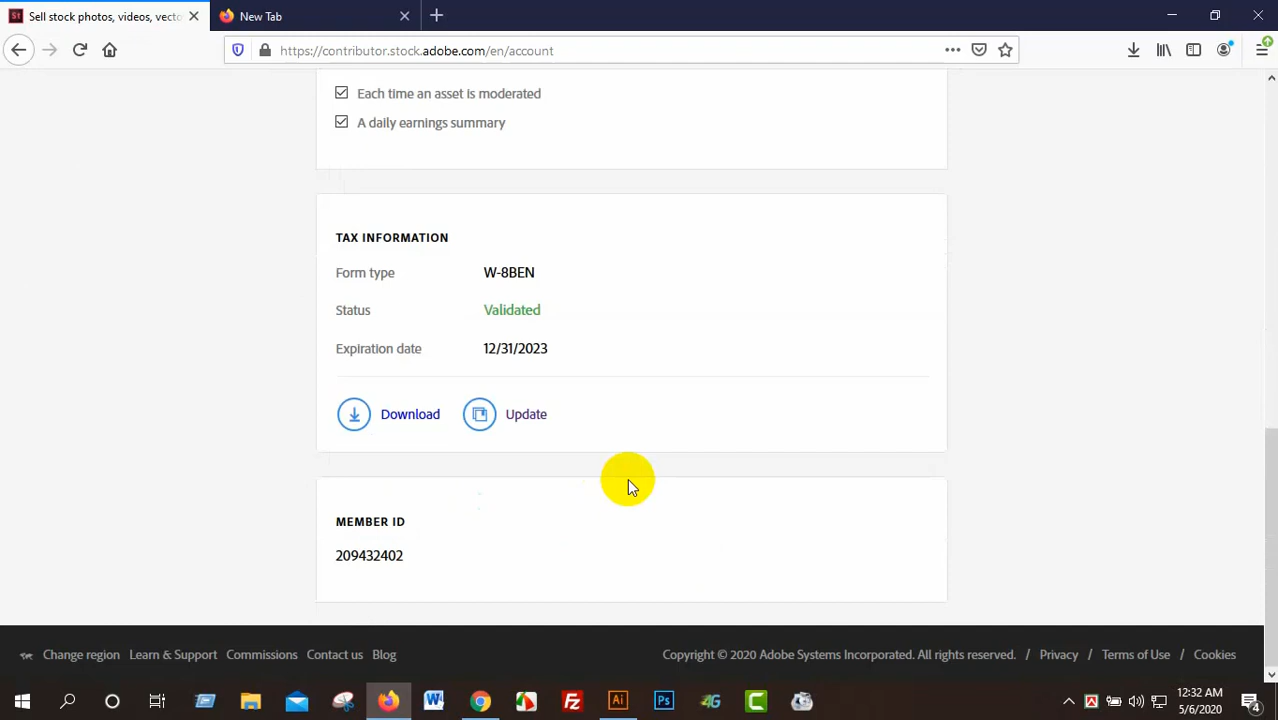 Sell stock photos, videos, vecto
New Tab
https://contributor.stock.adobe.com/en/account
Each time an asset is moderated
A daily earnings summary
TAX INFORMATION
Form type W-8BEN
Status Validated
Expiration date 12/31/2023
Download Update
MEMBER ID
209432402
Change region Learn & Support Commissions Contact us Blog
Copyright © 2020 Adobe Systems Incorporated. All rights reserved. / Privacy / Terms of Use / Cookies
12:32 AM
5/6/2020